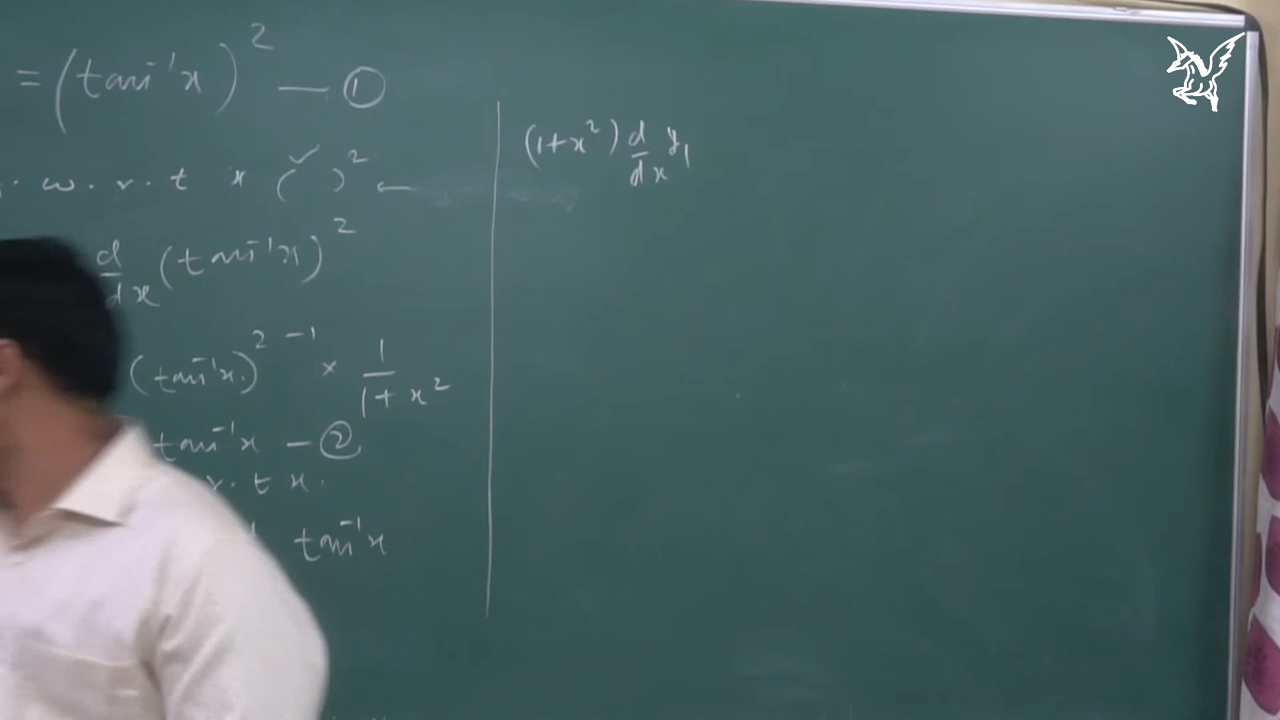 = (tan⁻¹x)² — ①
. w.r.t x ( )² ←
d/dx (tan⁻¹x)²
(tan⁻¹x)²⁻¹ × 1/1+x²
tan⁻¹x — ②
r.t x.
tan⁻¹x
(1+x²) d/dx y₁